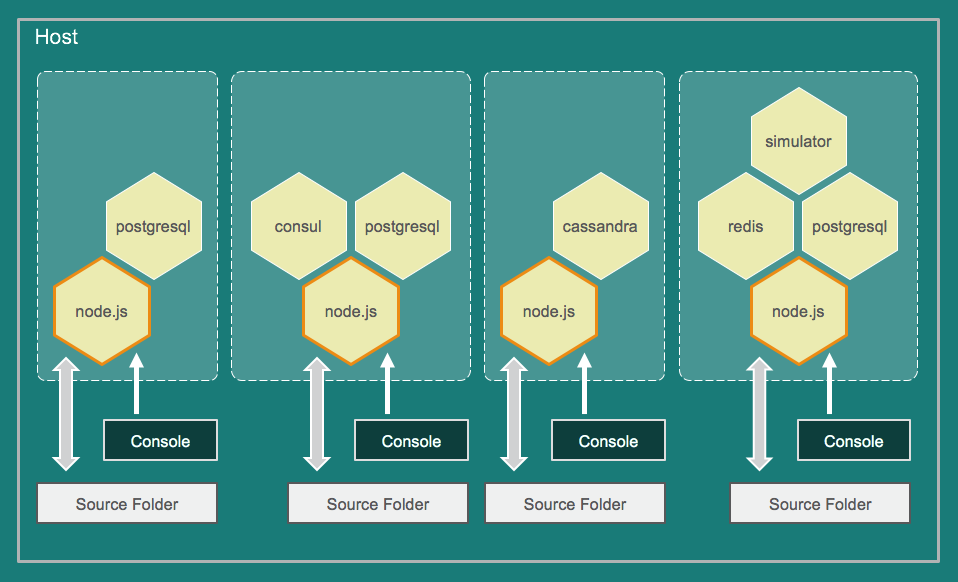 Host
postgresql
node.js
Console
Source Folder
consul
postgresql
node.js
Console
Source Folder
cassandra
node.js
Console
Source Folder
simulator
redis
postgresql
node.js
Console
Source Folder